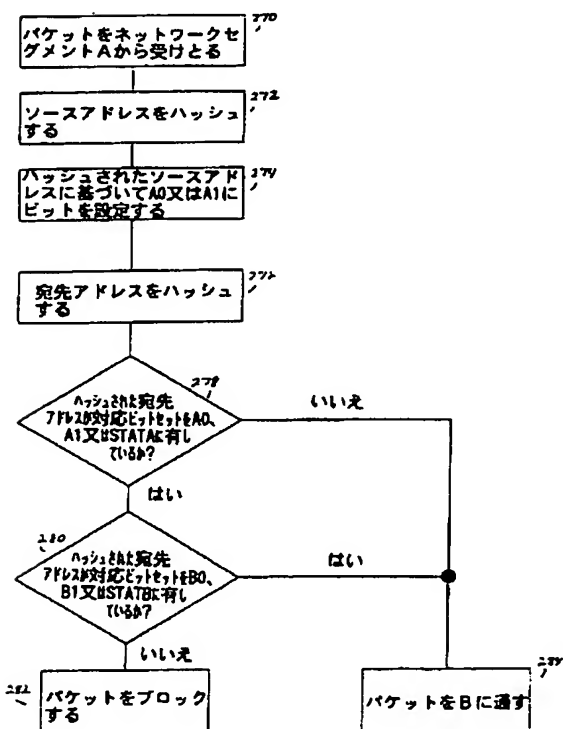 270
パケットをネットワークセ
グメントAから受けとる
272
ソースアドレスをハッシュ
する
274
ハッシュされたソースアド
レスに基づいてA0又はA1に
ビットを設定する
宛先アドレスをハッシュ
する
278
ハッシュされた宛先
アドレスが対応ビットセットをA0、
A1又はSTATAに有し
ているか?
いいえ
はい
280
ハッシュされた宛先
アドレスが対応ビットセットをB0、
B1又はSTATBに有し
ているか?
はい
いいえ
282
パケットをブロック
する
284
パケットをBに通す